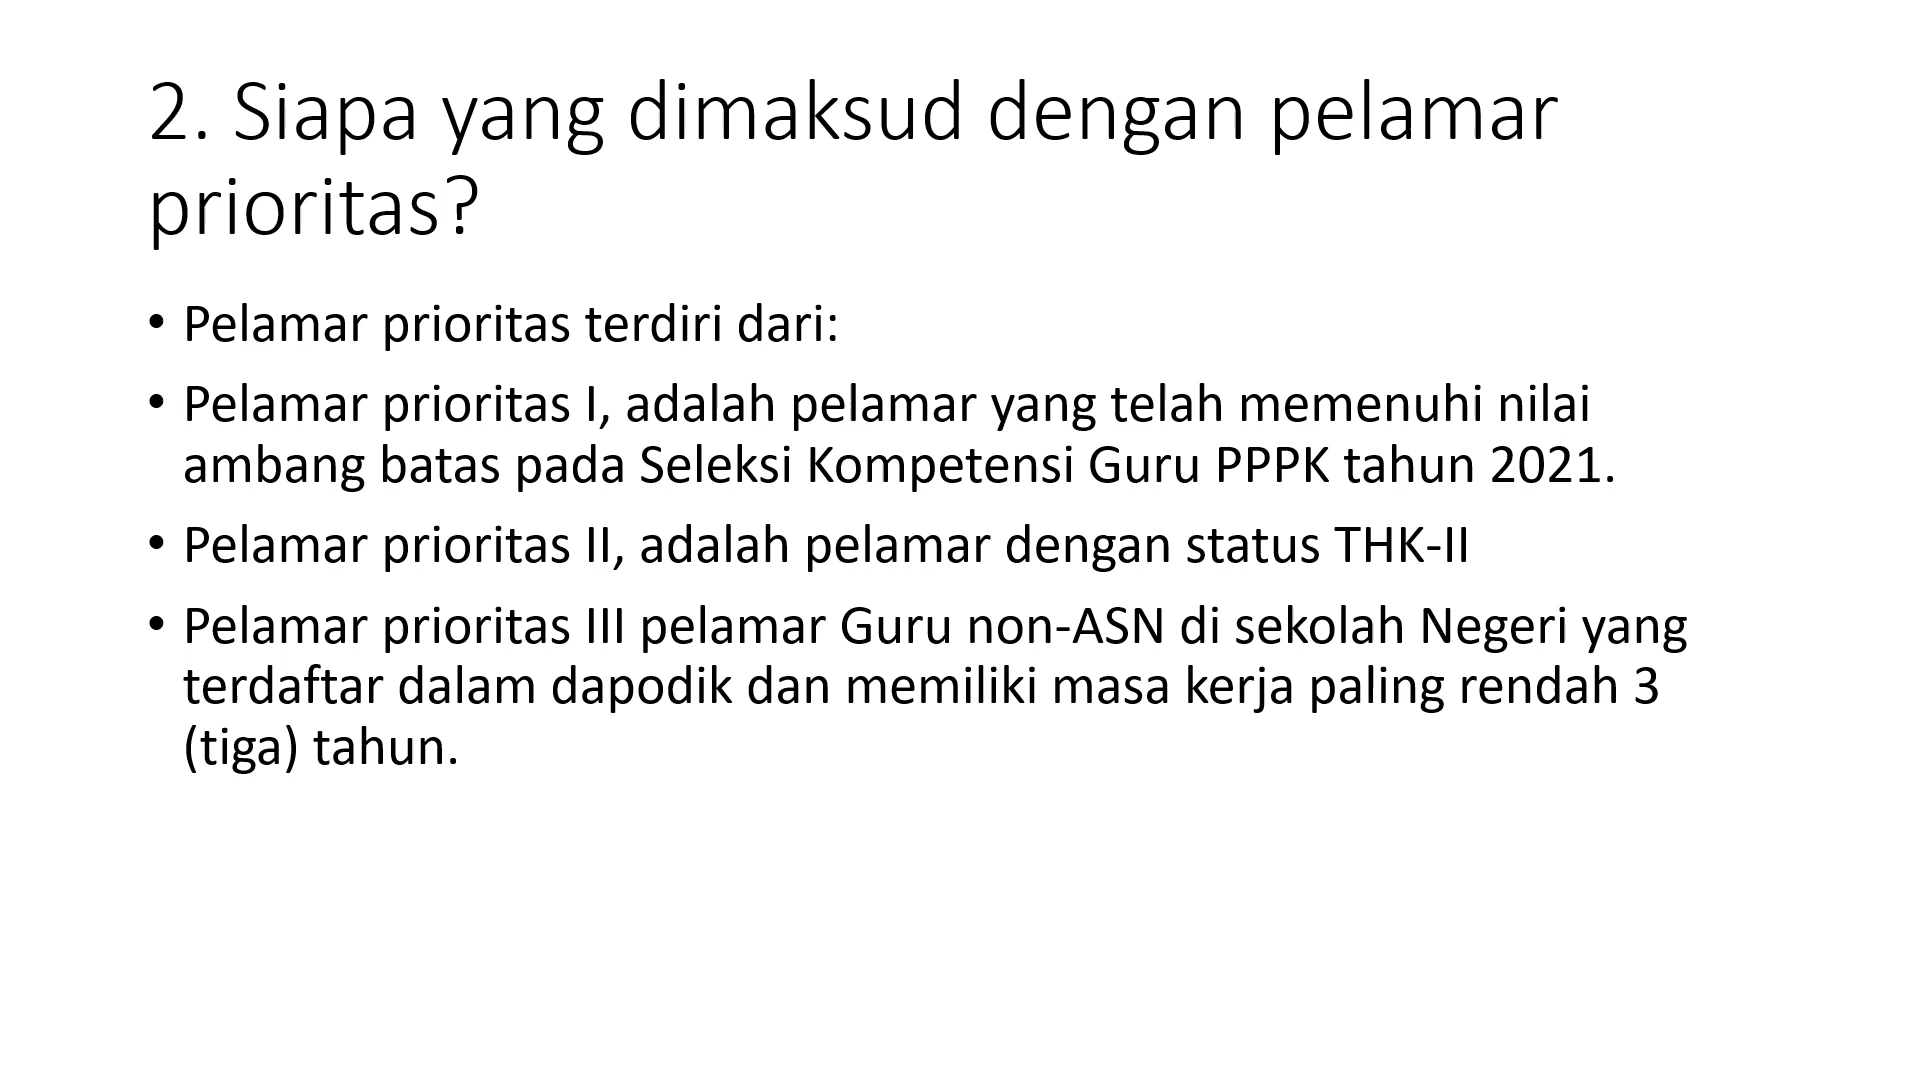 2. Siapa yang dimaksud dengan pelamar
prioritas?
• Pelamar prioritas terdiri dari:
• Pelamar prioritas I, adalah pelamar yang telah memenuhi nilai
ambang batas pada Seleksi Kompetensi Guru PPPK tahun 2021.
• Pelamar prioritas II, adalah pelamar dengan status THK-II
• Pelamar prioritas III pelamar Guru non-ASN di sekolah Negeri yang
terdaftar dalam dapodik dan memiliki masa kerja paling rendah 3
(tiga) tahun.